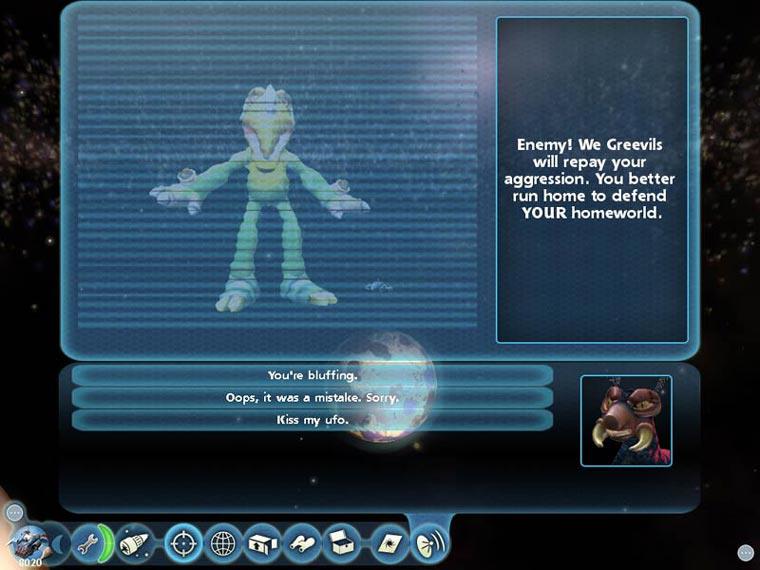 Enemy! We Greevils
will repay your
aggression. You better
run home to defend
YOUR homeworld.
You're bluffing.
Oops, it was a mistake. Sorry.
Kiss my ufo.
8020